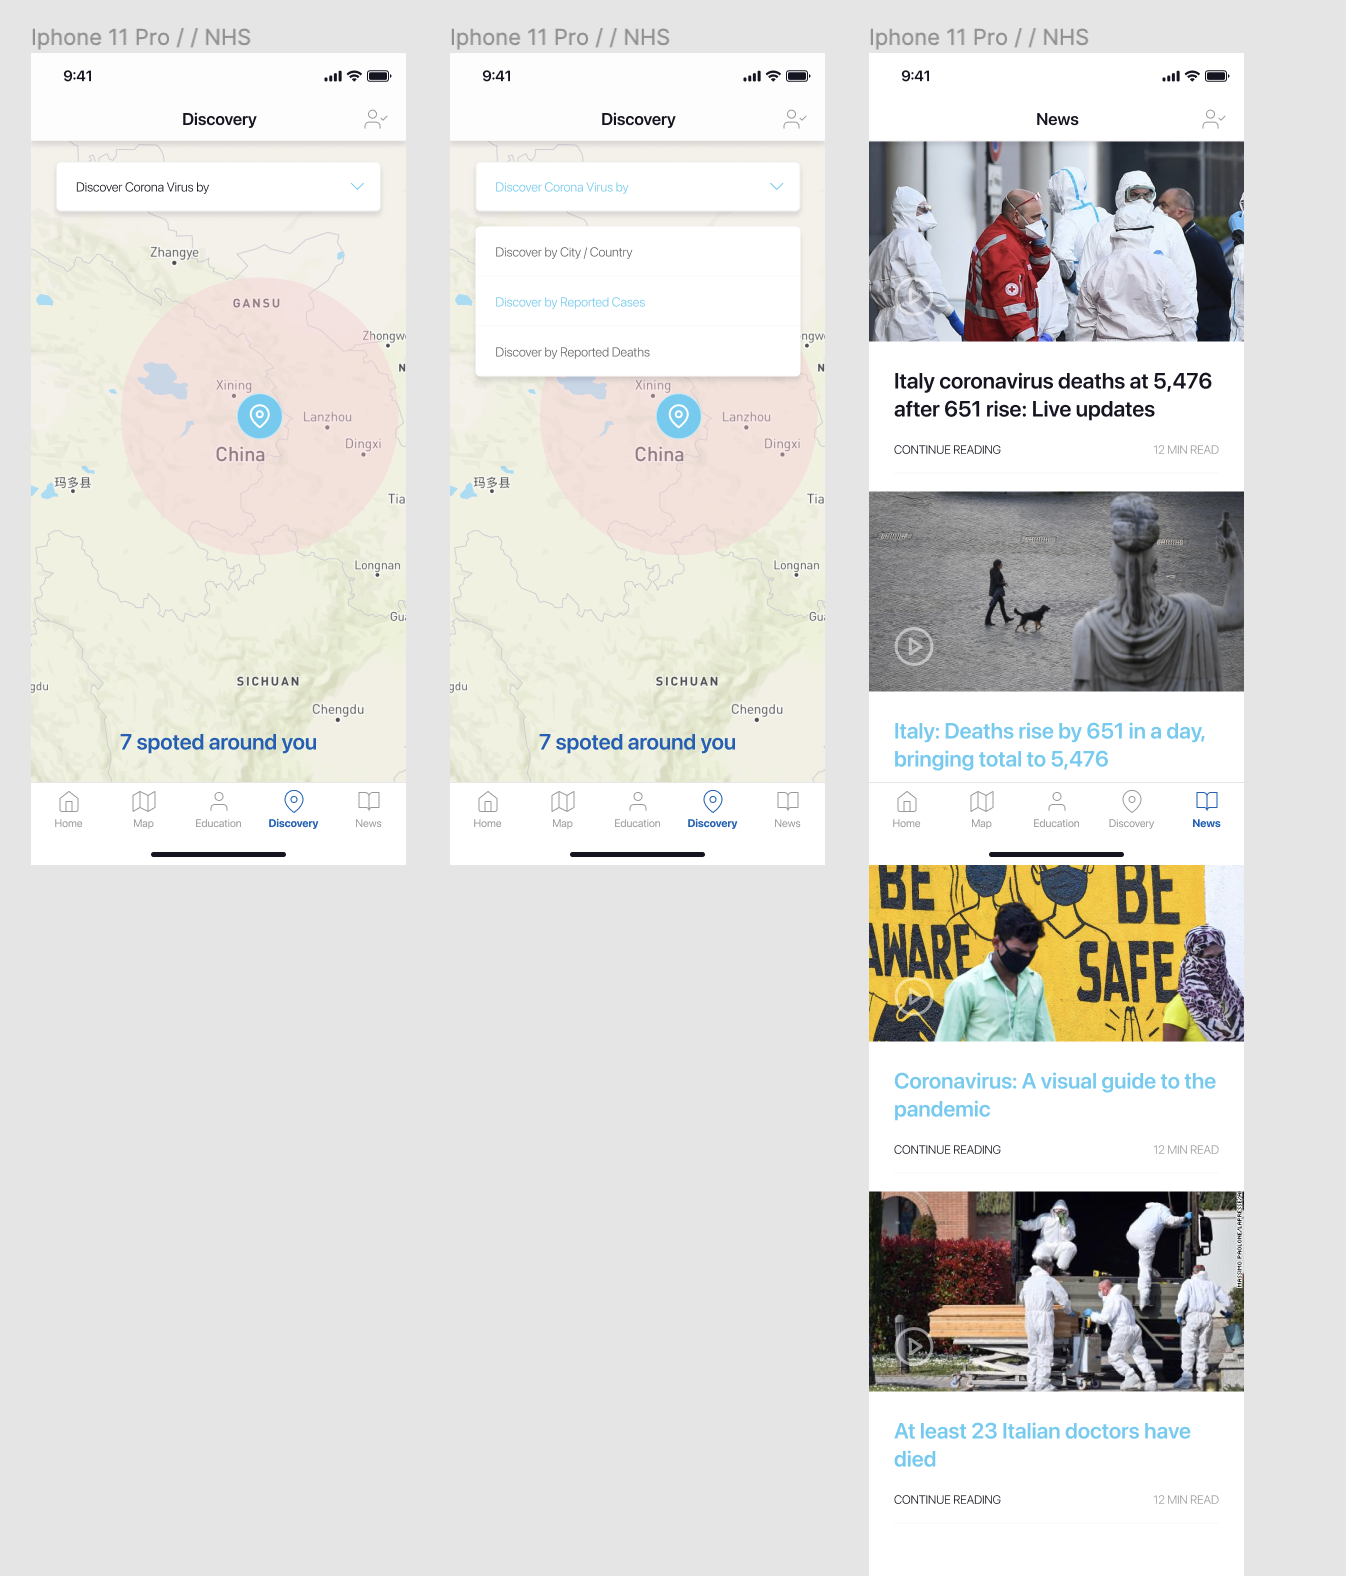 Iphone 11 Pro / / NHS
9:41
Discovery
Discover Corona Virus by
Zhangye
GANSU
Zhongw
N
Xining
Lanzhou
China
Dingxi
玛多县
Tia
Longnan
Gu
SICHUAN
gdu
Chengdu
7 spoted around you
Home
Map
Education
Discovery
News
Iphone 11 Pro / / NHS
9:41
Discovery
Discover Corona Virus by
Discover by City / Country
Discover by Reported Cases
Discover by Reported Deaths
ngw
N
Xining
Lanzhou
China
Dingxi
玛多县
Tia
Longnan
Gu
SICHUAN
gdu
Chengdu
7 spoted around you
Home
Map
Education
Discovery
News
Iphone 11 Pro / / NHS
9:41
News
Italy coronavirus deaths at 5,476
after 651 rise: Live updates
CONTINUE READING
12 MIN READ
Italy: Deaths rise by 651 in a day,
bringing total to 5,476
Home
Map
Education
Discovery
News
BE
AWARE
BE
SAFE
Coronavirus: A visual guide to the
pandemic
CONTINUE READING
12 MIN READ
MASSIMO PAOLONE/LAPRESSE/AP
At least 23 Italian doctors have
died
CONTINUE READING
12 MIN READ